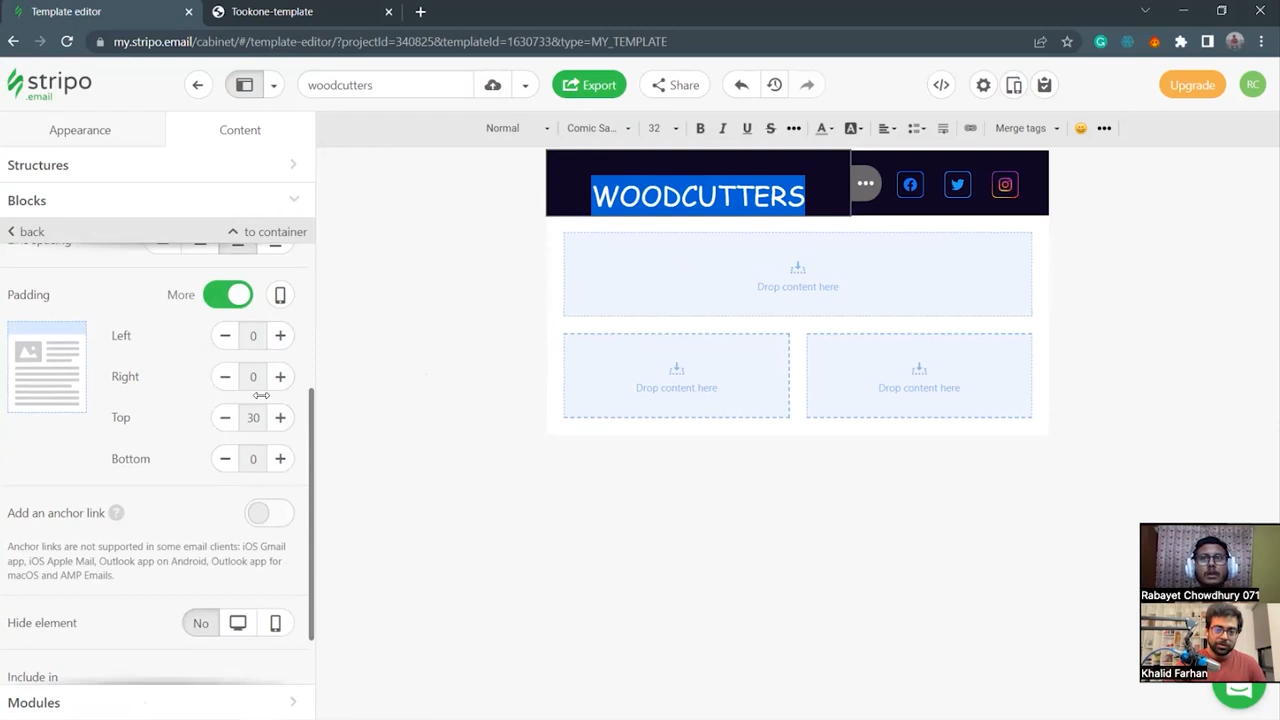 Template editor
Tookone-template
my.stripo.email/cabinet/#/template-editor/?projectId=340825&templateId=1630733&type=MY_TEMPLATE
stripo
.email
woodcutters
Export
Share
Upgrade
RC
Appearance
Content
Normal
Comic Sa...
32
B
I
U
S
A
A
Merge tags
Structures
Blocks
back
to container
WOODCUTTERS
Padding
More
Left
0
Right
0
Top
30
Bottom
0
Drop content here
Drop content here
Drop content here
Add an anchor link
?
Anchor links are not supported in some email clients: iOS Gmail
app, iOS Apple Mail, Outlook app on Android, Outlook app for
macOS and AMP Emails.
Hide element
No
Include in
Modules
Rabayet Chowdhury 071
Khalid Farhan